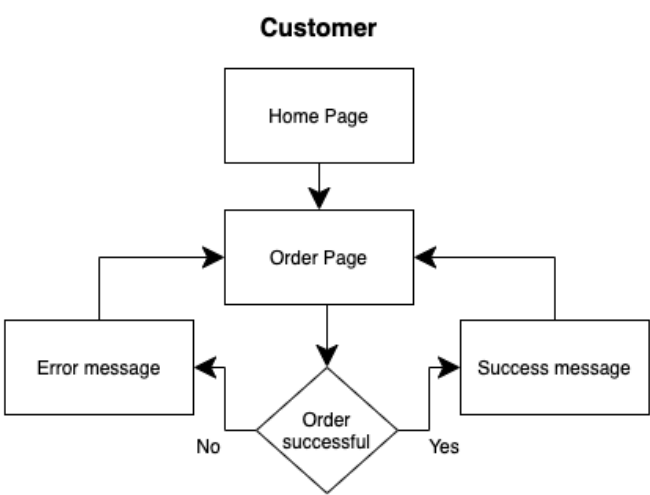 Customer
Home Page
Order Page
Error message
Success message
Order
successful
No
Yes